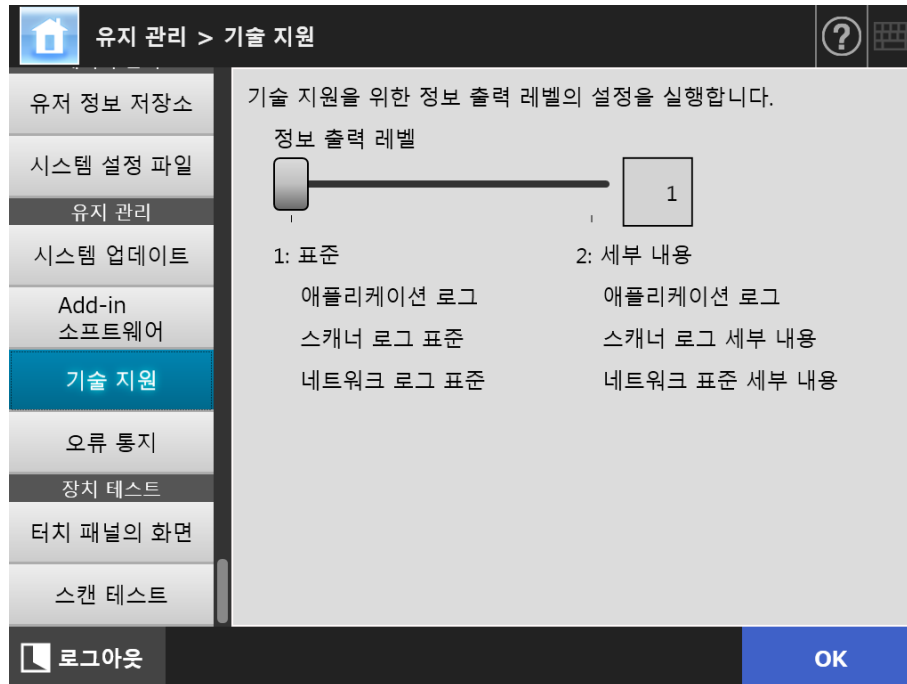 유지 관리 > 기술 지원
유저 정보 저장소
시스템 설정 파일
유지 관리
시스템 업데이트
Add-in
소프트웨어
기술 지원
오류 통지
장치 테스트
터치 패널의 화면
스캔 테스트
기술 지원을 위한 정보 출력 레벨의 설정을 실행합니다.
정보 출력 레벨
1
1: 표준
애플리케이션 로그
스캐너 로그 표준
네트워크 로그 표준
2: 세부 내용
애플리케이션 로그
스캐너 로그 세부 내용
네트워크 표준 세부 내용
로그아웃
OK